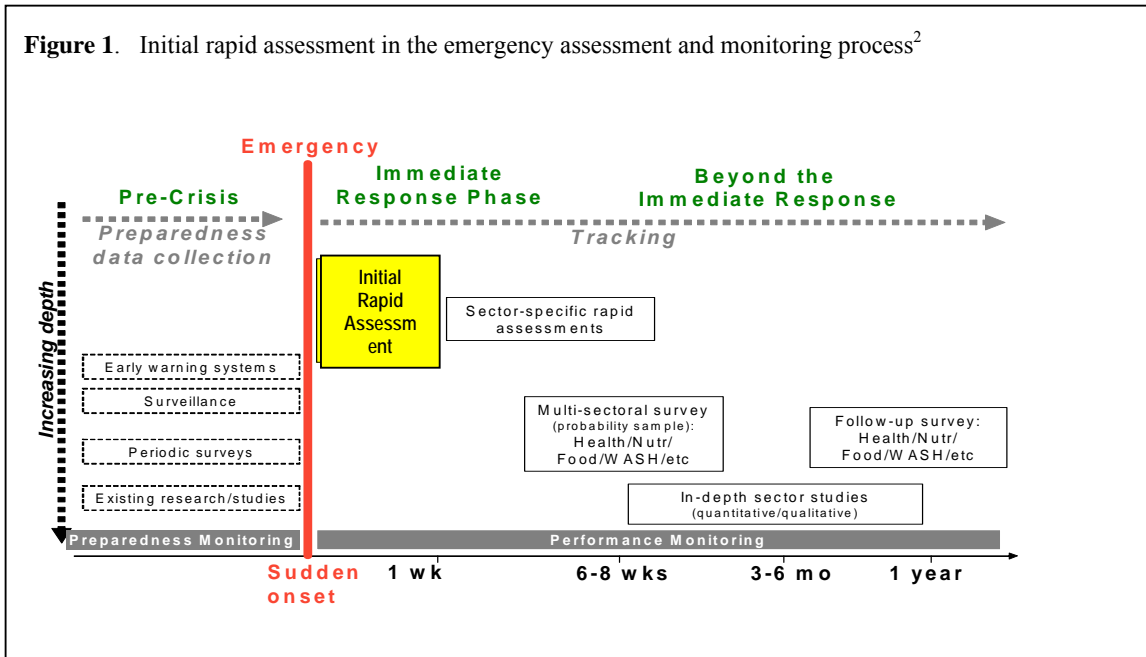 Figure 1.   Initial rapid assessment in the emergency assessment and monitoring process2
Emergency
Pre-Crisis
Immediate
Response Phase
Beyond the
Immediate Response
Preparedness
data collection
Tracking
Increasing depth
Initial
Rapid
Assessm
ent
Sector-specific rapid
assessments
Early warning systems
Surveillance
Periodic surveys
Existing research/studies
Multi-sectoral survey
(probability sample):
Health/Nutr/
Food/WASH/etc
Follow-up survey:
Health/Nutr/
Food/WASH/etc
In-depth sector studies
(quantitative/qualitative)
Preparedness Monitoring
Performance Monitoring
Sudden
onset
1 wk
6-8 wks
3-6 mo
1 year